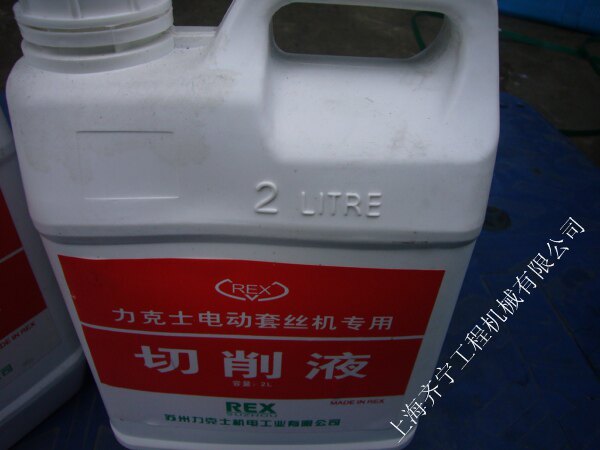 2 LITRE
REX
力克士电动套丝机专用
切削液
容量:2L
MADE IN REX
REX
SUZHOU
苏州力克士机电工业有限公司
上海齐宁工程机械有限公司